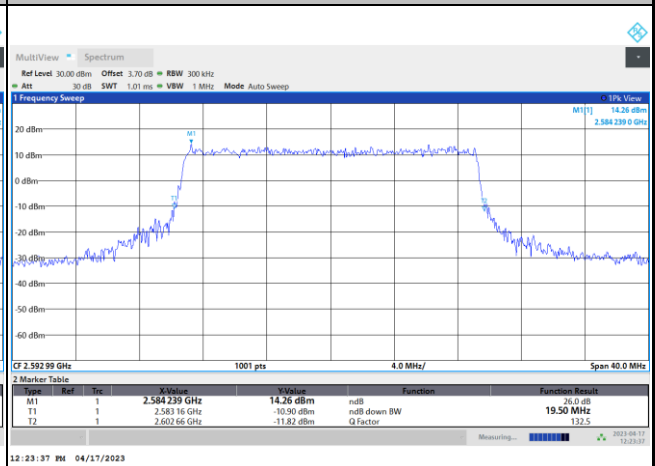 MultiView Spectrum
Ref Level 30.00 dBm Offset 3.70 dB RBW 300 kHz
Att 30 dB SWT 1.01 ms VBW 1 MHz Mode Auto Sweep
1 Frequency Sweep 1Pk View
M1[1] 14.26 dBm
2.584 239 0 GHz
M1
20 dBm
10 dBm
0 dBm
T1
-10 dBm
-20 dBm
-30 dBm
-40 dBm
-50 dBm
-60 dBm
CF 2.592 99 GHz 1001 pts 4.0 MHz/ Span 40.0 MHz
2 Marker Table
Type Ref Trc X-Value Y-Value Function Function Result
M1 1 2.584 239 GHz 14.26 dBm ndB 26.0 dB
T1 1 2.583 16 GHz -10.90 dBm ndB down BW 19.50 MHz
T2 1 2.602 66 GHz -11.82 dBm Q Factor 132.5
Measuring... 2023-04-17
12:23:37
12:23:37 PM 04/17/2023